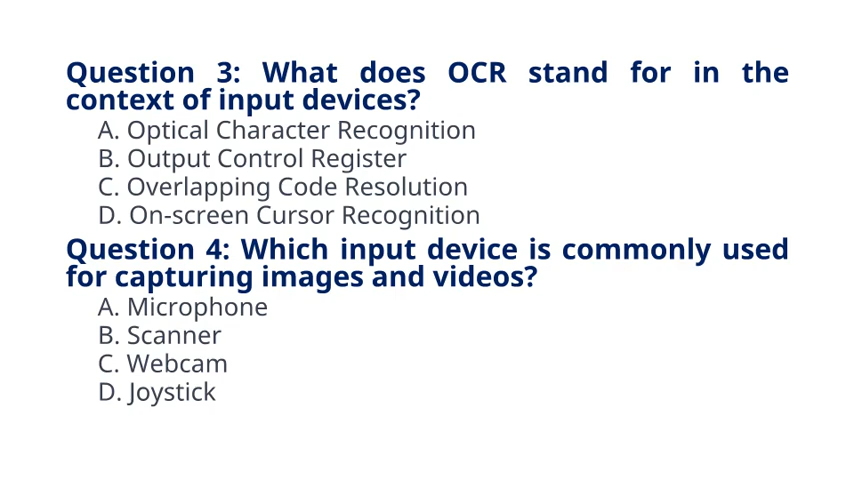 Question 3: What does OCR stand for in the
context of input devices?
A. Optical Character Recognition
B. Output Control Register
C. Overlapping Code Resolution
D. On-screen Cursor Recognition
Question 4: Which input device is commonly used
for capturing images and videos?
A. Microphone
B. Scanner
C. Webcam
D. Joystick